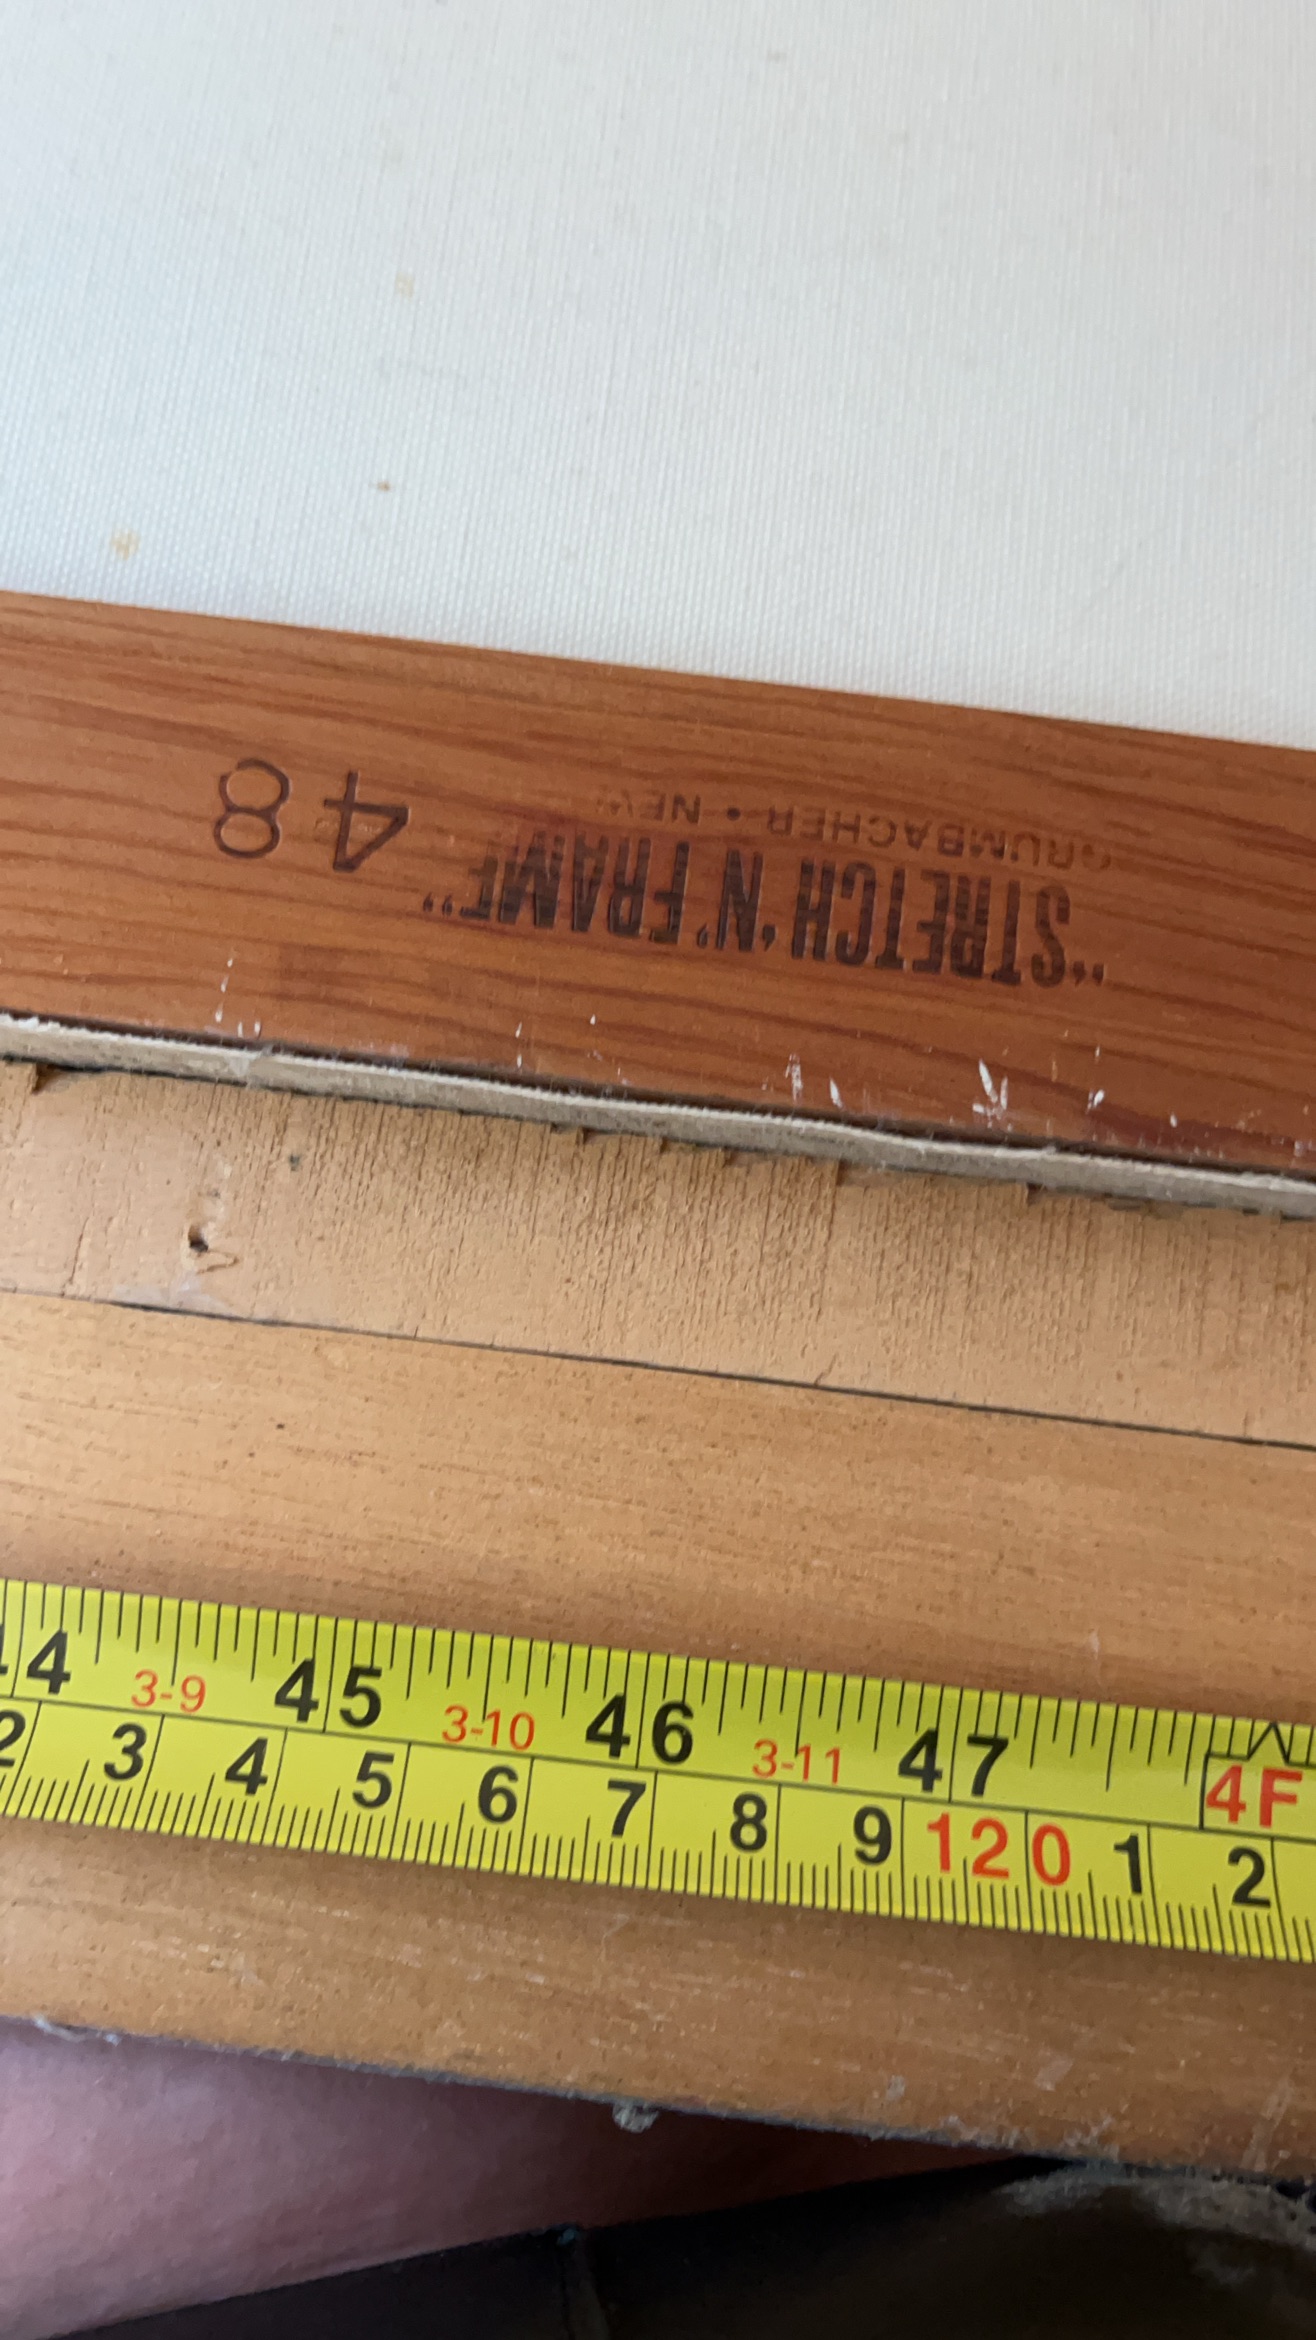 GRUMBACHER • NEW
"STRETCH 'N' FRAME" 48
4 45 46 47 4F
3-9 3-10 3-11
2 3 4 5 6 7 8 9 120 1 2